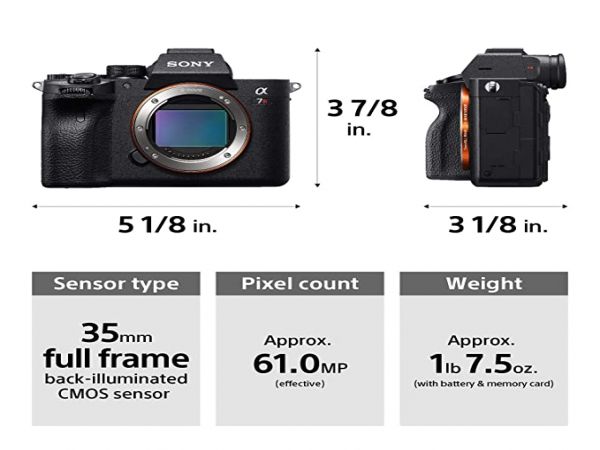 SONY
α
7R
3 7/8
in.
5 1/8 in.
3 1/8 in.
Sensor type
35mm
full frame
back-illuminated
CMOS sensor
Pixel count
Approx.
61.0MP
(effective)
Weight
Approx.
1lb 7.5oz.
(with battery & memory card)